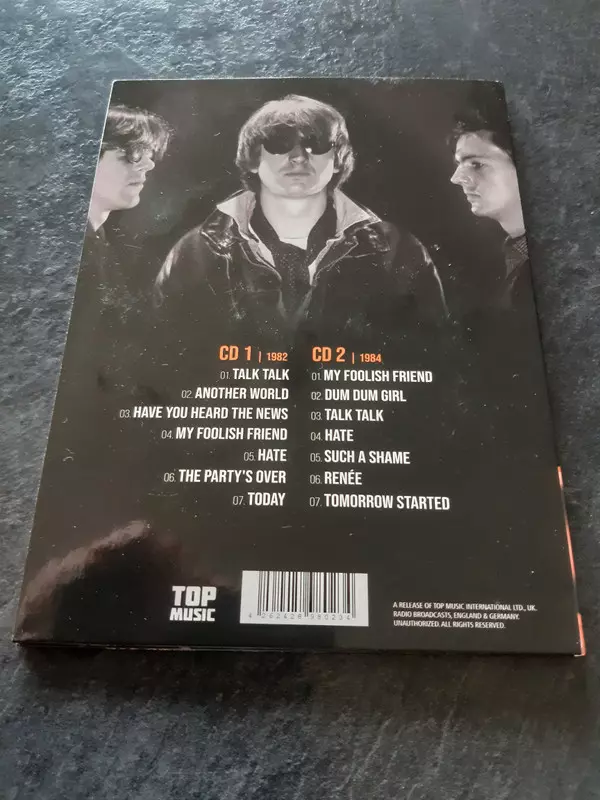 CD 1 | 1982
01. TALK TALK
02. ANOTHER WORLD
03. HAVE YOU HEARD THE NEWS
04. MY FOOLISH FRIEND
05. HATE
06. THE PARTY'S OVER
07. TODAY
CD 2 | 1984
01. MY FOOLISH FRIEND
02. DUM DUM GIRL
03. TALK TALK
04. HATE
05. SUCH A SHAME
06. RENÉE
07. TOMORROW STARTED
TOP
MUSIC
4 262428 980234
A RELEASE OF TOP MUSIC INTERNATIONAL LTD., UK.
RADIO BROADCASTS, ENGLAND & GERMANY.
UNAUTHORIZED. ALL RIGHTS RESERVED.